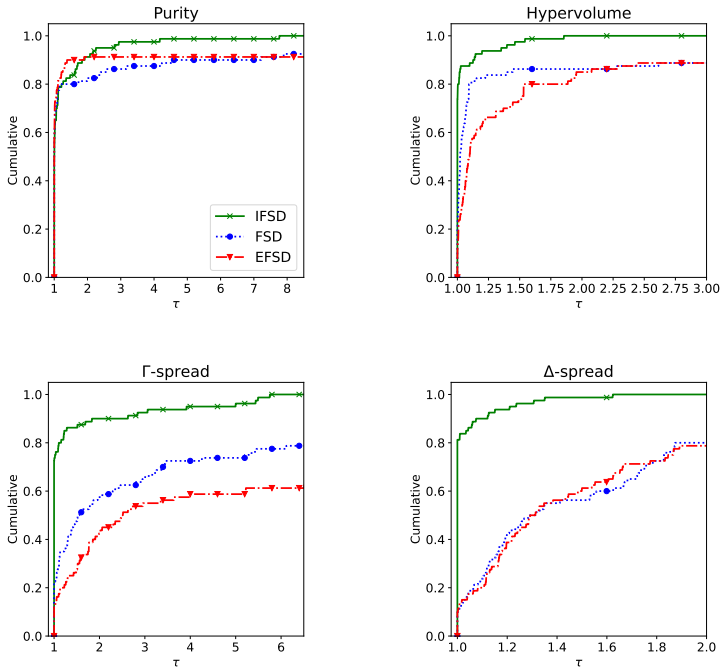 Purity
Cumulative
1.0
0.8
0.6
0.4
0.2
0.0
IFSD
FSD
EFSD
1 2 3 4 5 6 7 8
τ
Hypervolume
Cumulative
1.0
0.8
0.6
0.4
0.2
0.0
1.00 1.25 1.50 1.75 2.00 2.25 2.50 2.75 3.00
τ
Γ-spread
Cumulative
1.0
0.8
0.6
0.4
0.2
0.0
1 2 3 4 5 6
τ
Δ-spread
Cumulative
1.0
0.8
0.6
0.4
0.2
0.0
1.0 1.2 1.4 1.6 1.8 2.0
τ